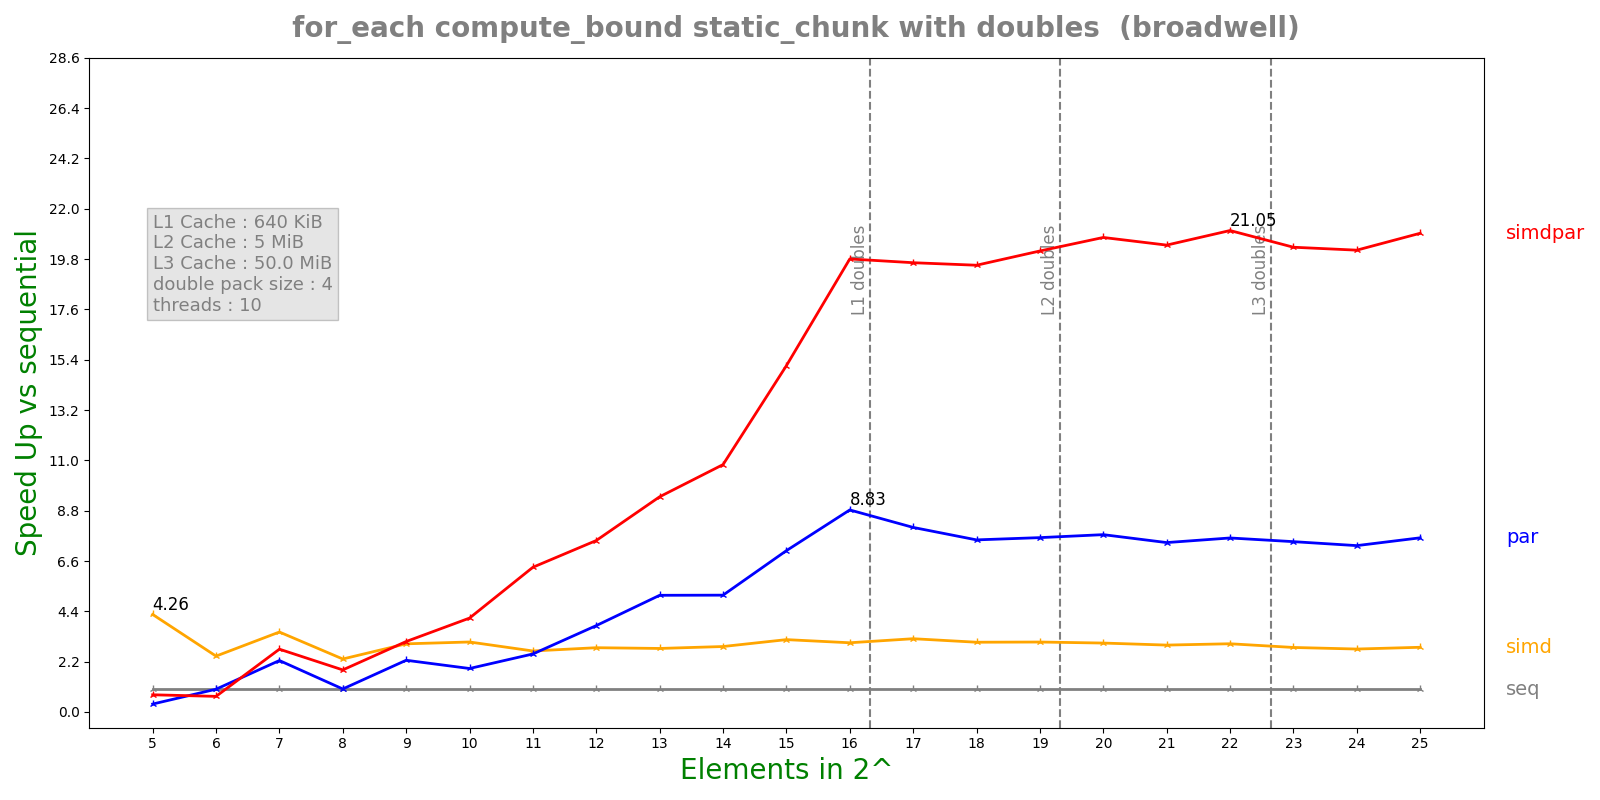 for_each compute_bound static_chunk with doubles  (broadwell)
28.6
26.4
24.2
22.0
19.8
17.6
15.4
13.2
11.0
8.8
6.6
4.4
2.2
0.0
Speed Up vs sequential
L1 Cache : 640 KiB
L2 Cache : 5 MiB
L3 Cache : 50.0 MiB
double pack size : 4
threads : 10
4.26
8.83
21.05
L1 doubles
L2 doubles
L3 doubles
simdpar
par
simd
seq
5 6 7 8 9 10 11 12 13 14 15 16 17 18 19 20 21 22 23 24 25
Elements in 2^